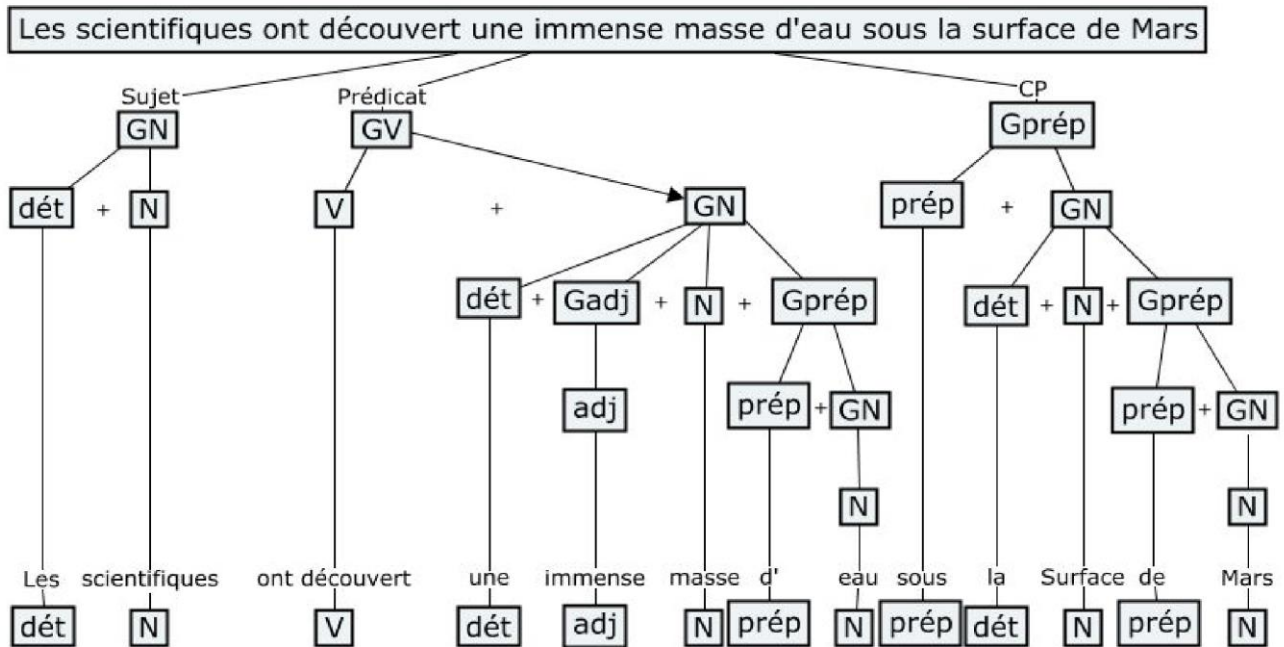 Les scientifiques ont découvert une immense masse d'eau sous la surface de Mars
Sujet Prédicat CP
GN GV Gprép
dét + N V + GN prép + GN
dét + Gadj + N + Gprép dét + N + Gprép
adj prép + GN prép + GN
N N
Les scientifiques ont découvert une immense masse d' eau sous la Surface de Mars
dét N V dét adj N prép N prép dét N prép N